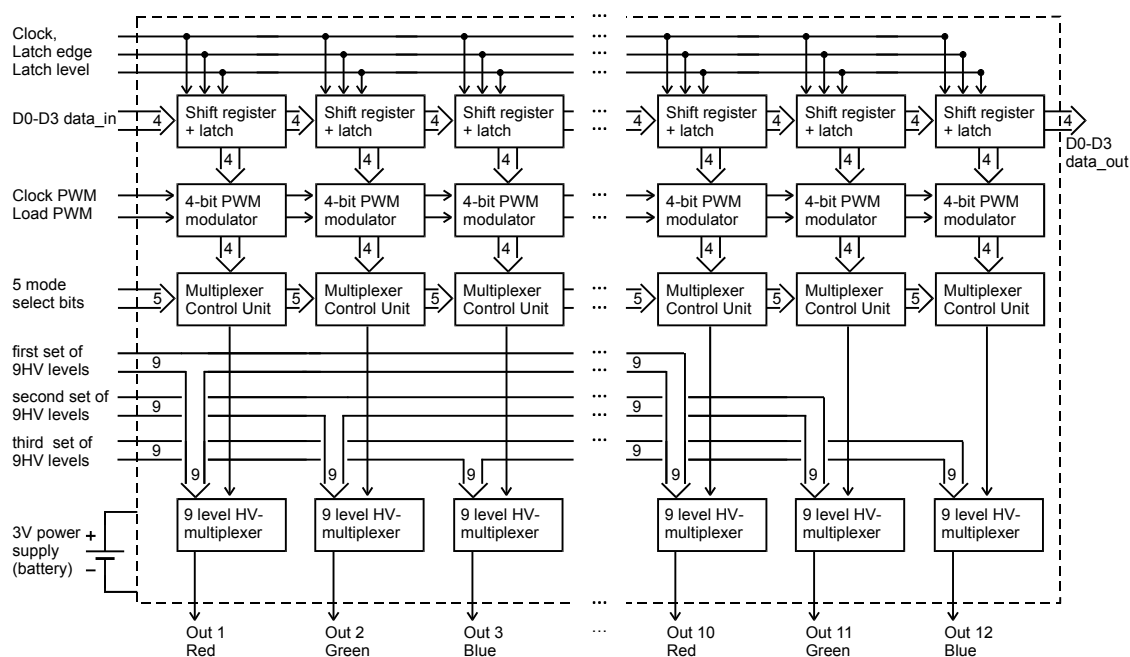 ...
Clock,
Latch edge
Latch level
...
D0-D3 data_in 4
Shift register + latch 4
Shift register + latch 4
Shift register + latch
...
4
Shift register + latch 4
Shift register + latch 4
Shift register + latch
4
D0-D3 data_out
4 4 4 4 4 4
Clock PWM
Load PWM
4-bit PWM modulator
4-bit PWM modulator
4-bit PWM modulator
...
...
4-bit PWM modulator
4-bit PWM modulator
4-bit PWM modulator
4 4 4 4 4 4
5 mode select bits
5
Multiplexer Control Unit 5
Multiplexer Control Unit 5
Multiplexer Control Unit
...
5
Multiplexer Control Unit 5
Multiplexer Control Unit 5
Multiplexer Control Unit
first set of
9HV levels
9
...
...
second set of
9HV levels
9
third set of
9HV levels
9
...
9 9 9 9 9 9
3V power
supply
(battery)
+
–
9 level HV-multiplexer
9 level HV-multiplexer
9 level HV-multiplexer
9 level HV-multiplexer
9 level HV-multiplexer
9 level HV-multiplexer
...
Out 1
Red
Out 2
Green
Out 3
Blue
...
Out 10
Red
Out 11
Green
Out 12
Blue